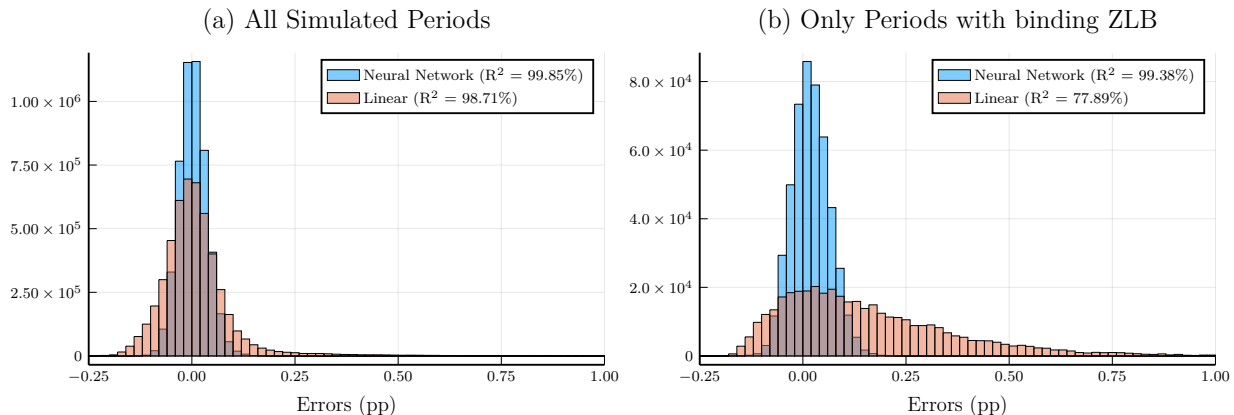 (a) All Simulated Periods
Neural Network (R² = 99.85%)
Linear (R² = 98.71%)
1.00 × 10⁶
7.50 × 10⁵
5.00 × 10⁵
2.50 × 10⁵
0
−0.25 0.00 0.25 0.50 0.75 1.00
Errors (pp)
(b) Only Periods with binding ZLB
Neural Network (R² = 99.38%)
Linear (R² = 77.89%)
8.0 × 10⁴
6.0 × 10⁴
4.0 × 10⁴
2.0 × 10⁴
0
−0.25 0.00 0.25 0.50 0.75 1.00
Errors (pp)